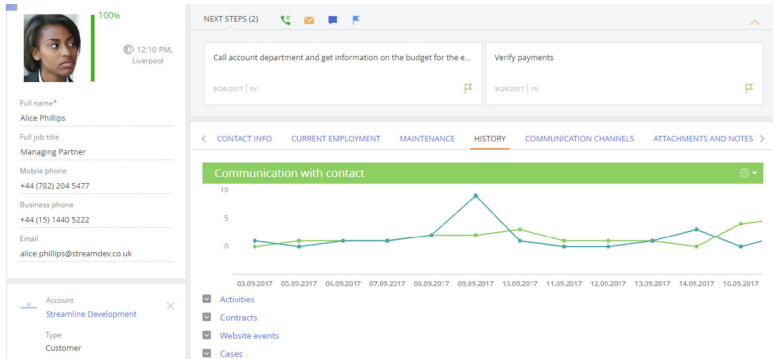 100%
12:10 PM,
Liverpool
Full name*
Alice Phillips
Full job title
Managing Partner
Mobile phone
+44 (782) 204 5477
Business phone
+44 (15) 1440 5222
Email
alice.phillips@streamdev.co.uk
Account
Streamline Development
Type
Customer
NEXT STEPS (2)
Call account department and get information on the budget for the e...
9/26/2017 | YV
Verify payments
9/29/2017 | YV
CONTACT INFO CURRENT EMPLOYMENT MAINTENANCE HISTORY COMMUNICATION CHANNELS ATTACHMENTS AND NOTES
Communication with contact
10
5
0
03.09.2017 05.09.2017 06.09.2017 07.09.2017 08.09.2017 09.09.2017 10.09.2017 11.09.2017 12.09.2017 13.09.2017 14.09.2017 16.09.2017
Activities
Contracts
Website events
Cases